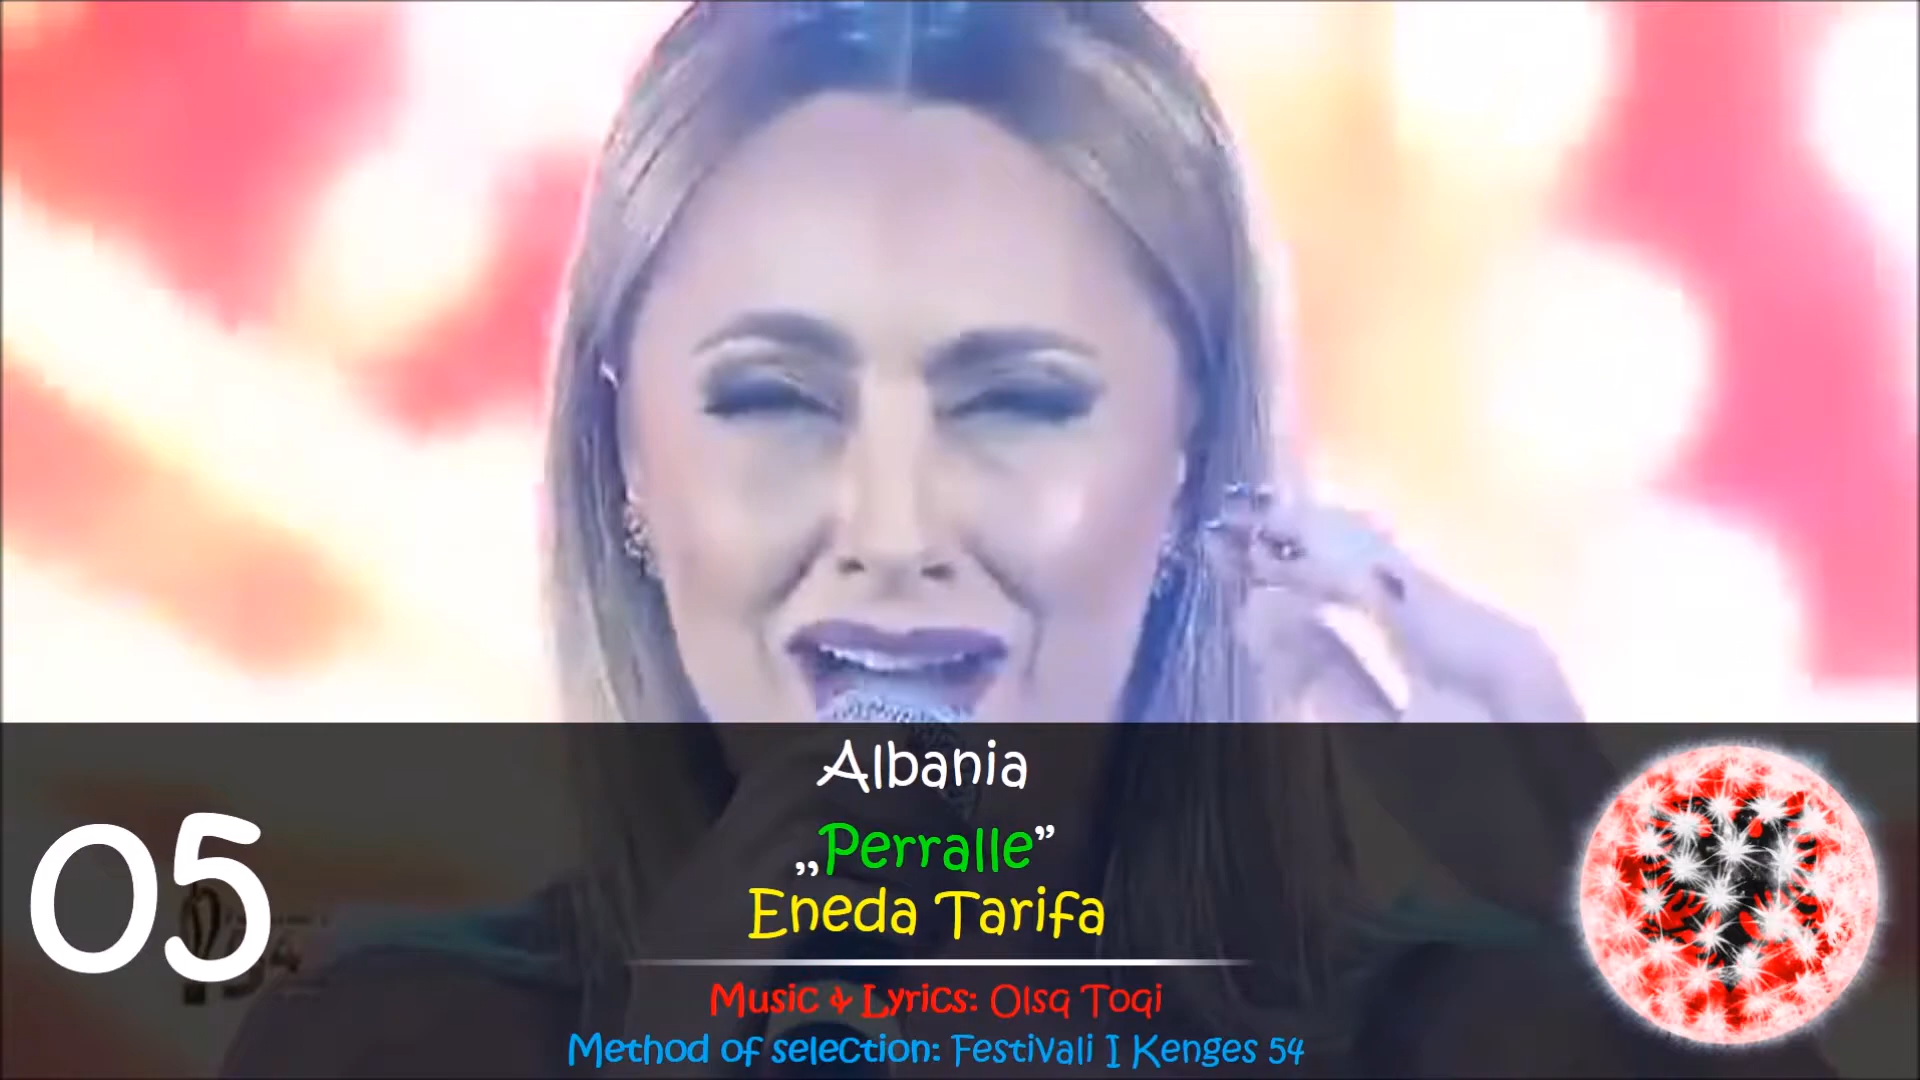 Albania
05
„Perralle”
Eneda Tarifa
Music & Lyrics: Olsa Toqi
Method of selection: Festivali I Kenges 54